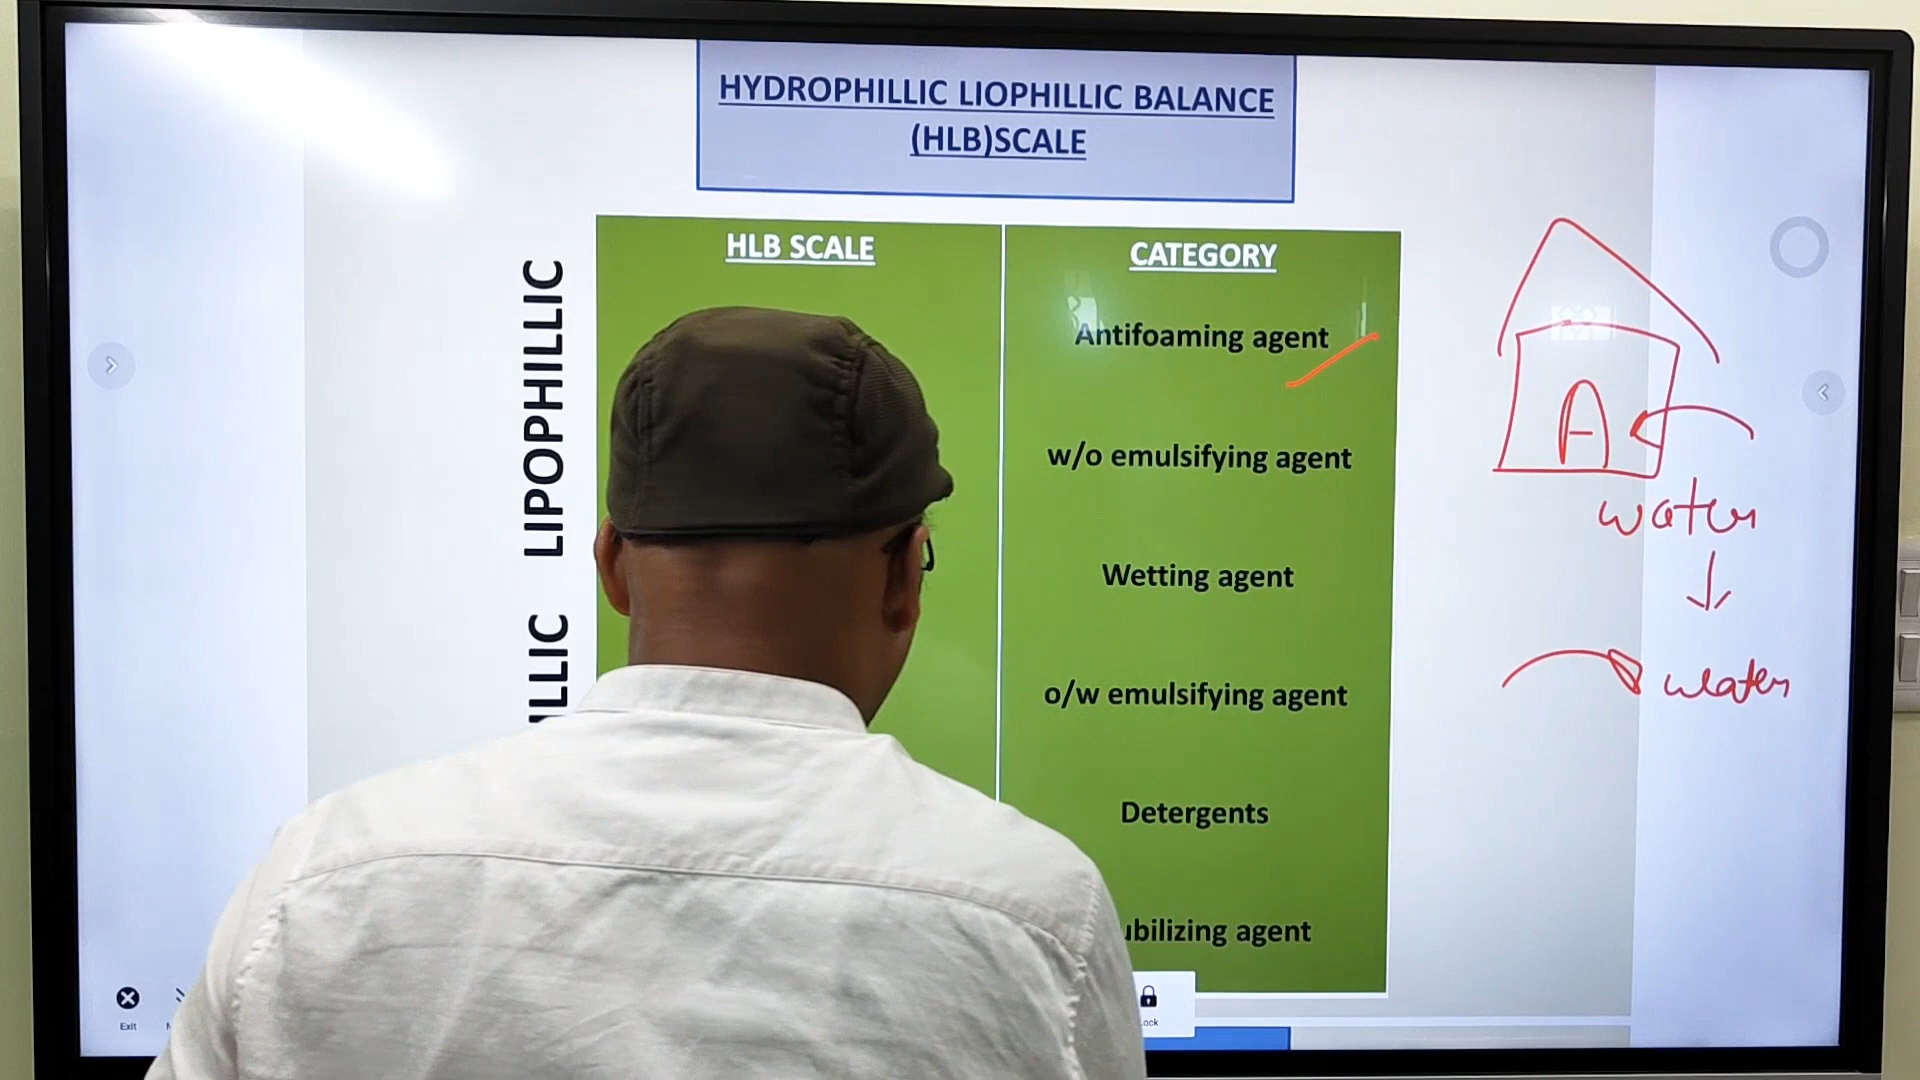 HYDROPHILLIC LIOPHILLIC BALANCE
(HLB)SCALE
HLB SCALE
CATEGORY
LIPOPHILLIC
Antifoaming agent
w/o emulsifying agent
Wetting agent
o/w emulsifying agent
Detergents
agent
A
water
water
Exit